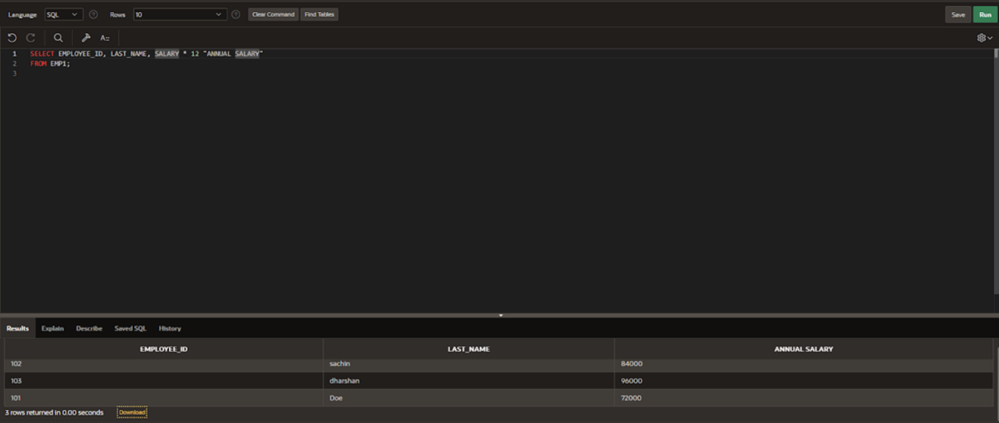 Language SQL Rows 10 Clear Command Find Tables Save Run
A::
1 SELECT EMPLOYEE_ID, LAST_NAME, SALARY * 12 "ANNUAL SALARY"
2 FROM EMP1;
3
Results Explain Describe Saved SQL History
EMPLOYEE_ID LAST_NAME ANNUAL SALARY
102 sachin 84000
103 dharshan 96000
101 Doe 72000
3 rows returned in 0.00 seconds Download